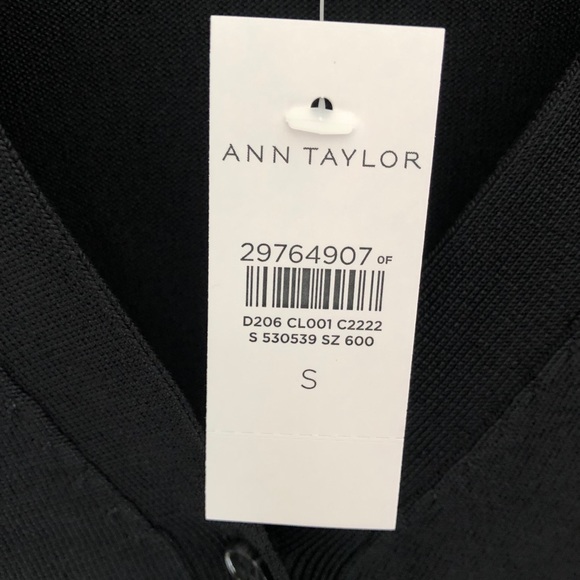 ANN TAYLOR
29764907 OF
D206 CL001 C2222
S 530539 SZ 600
S